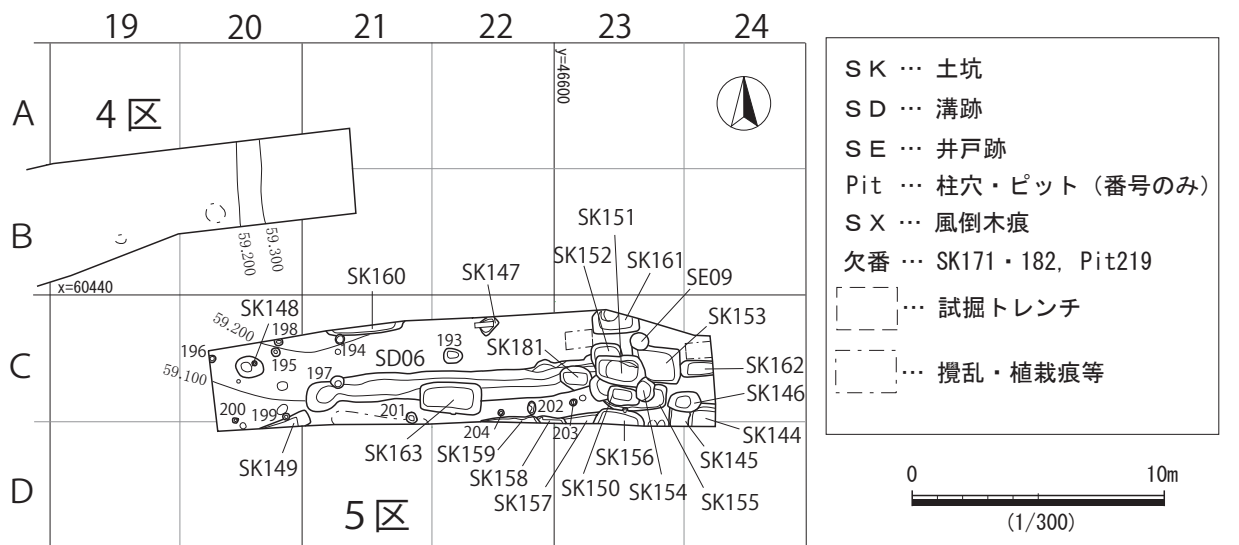 19 20 21 22 23 24
y=46600
A
4区
B
59.200
59.300
x=60440
SK151
SK152
SK161
SE09
SK153
SK160
SK147
SK148
59.200
198
196
195
194
193
SD06
SK181
C
59.100
197
SK162
SK146
200
199
201
202
204
203
SK144
SK149
SK163
SK159
SK158
SK157
SK150
SK156
SK154
SK155
SK145
D
5区
SK … 土坑
SD … 溝跡
SE … 井戸跡
Pit … 柱穴・ピット（番号のみ）
SX … 風倒木痕
欠番 … SK171・182, Pit219
… 試掘トレンチ
… 攪乱・植栽痕等
0 10m
(1/300)